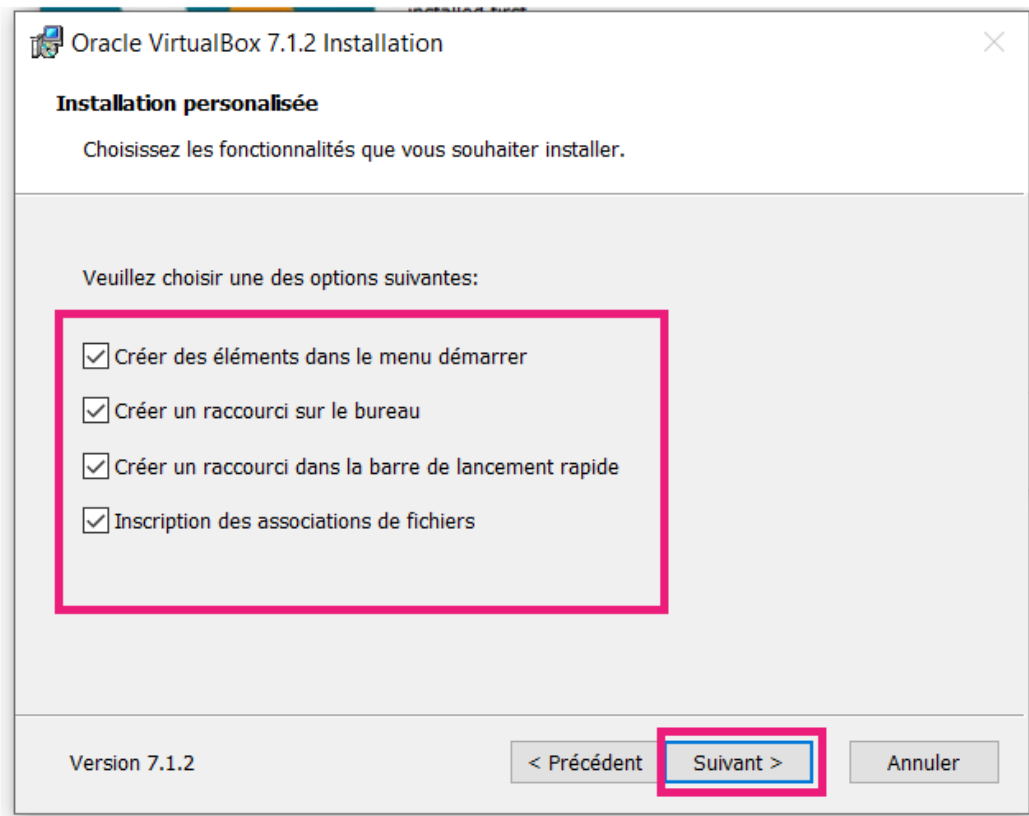 installed first
Oracle VirtualBox 7.1.2 Installation
Installation personalisée
Choisissez les fonctionnalités que vous souhaiter installer.
Veuillez choisir une des options suivantes:
Créer des éléments dans le menu démarrer
Créer un raccourci sur le bureau
Créer un raccourci dans la barre de lancement rapide
Inscription des associations de fichiers
Version 7.1.2
< Précédent
Suivant >
Annuler